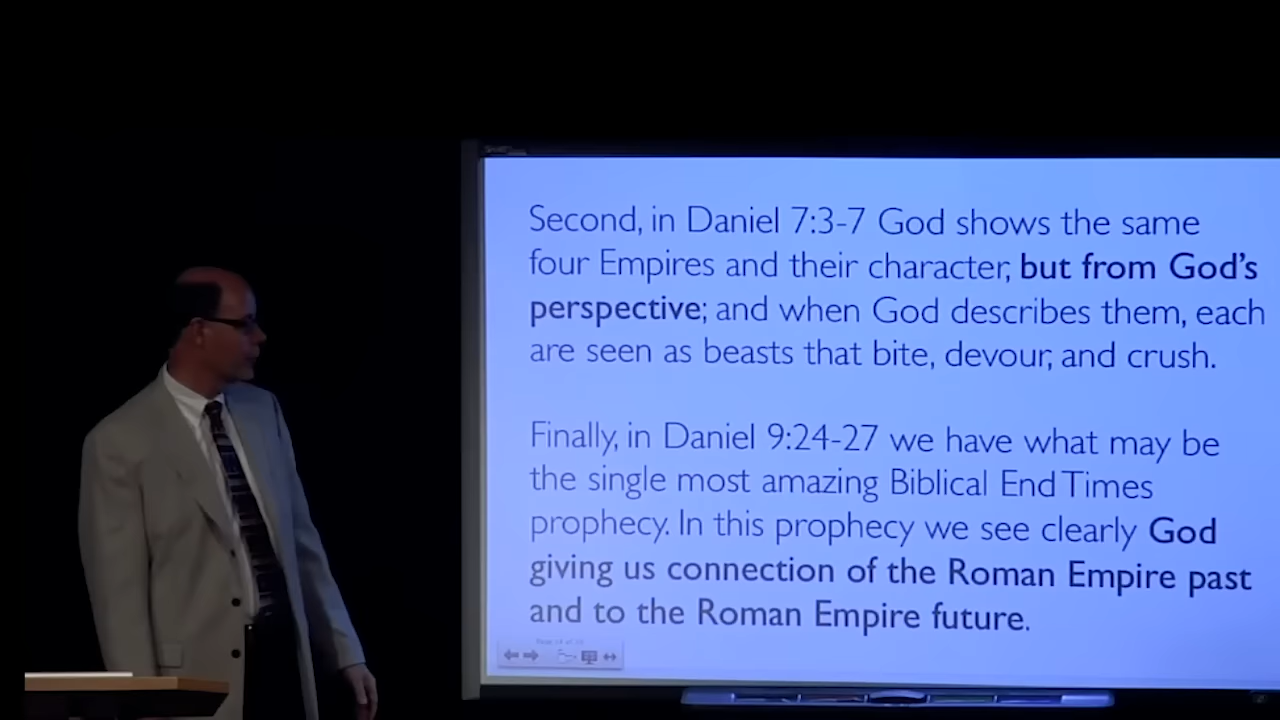 Second, in Daniel 7:3-7 God shows the same
four Empires and their character, but from God's
perspective; and when God describes them, each
are seen as beasts that bite, devour, and crush.
Finally, in Daniel 9:24-27 we have what may be
the single most amazing Biblical End Times
prophecy. In this prophecy we see clearly God
giving us connection of the Roman Empire past
and to the Roman Empire future.